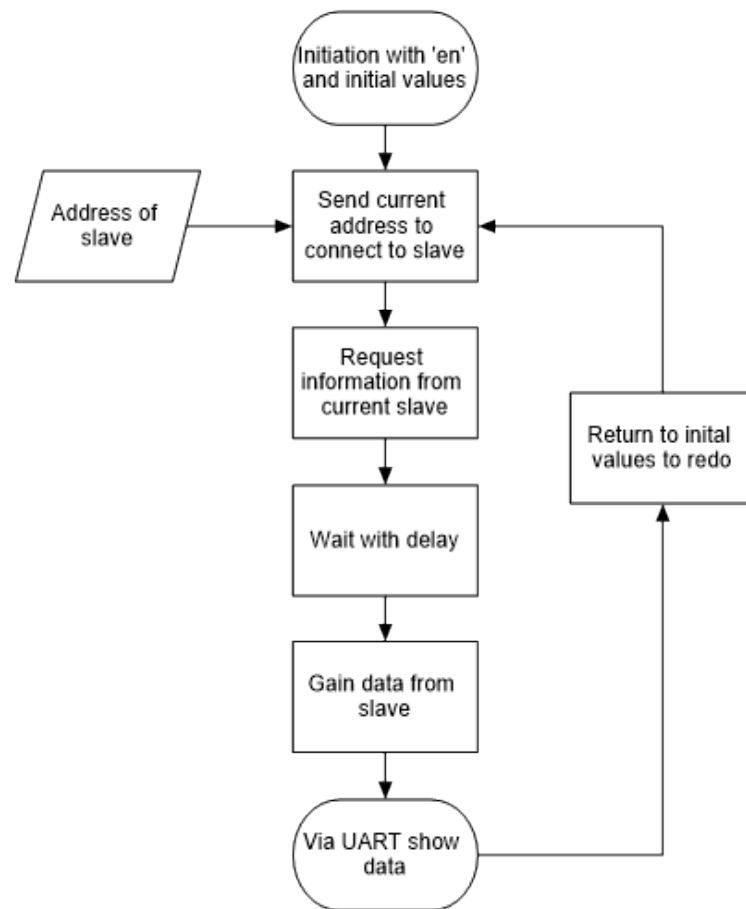 Initiation with 'en'
and initial values
Address of
slave
Send current
address to
connect to slave
Request
information from
current slave
Return to inital
values to redo
Wait with delay
Gain data from
slave
Via UART show
data